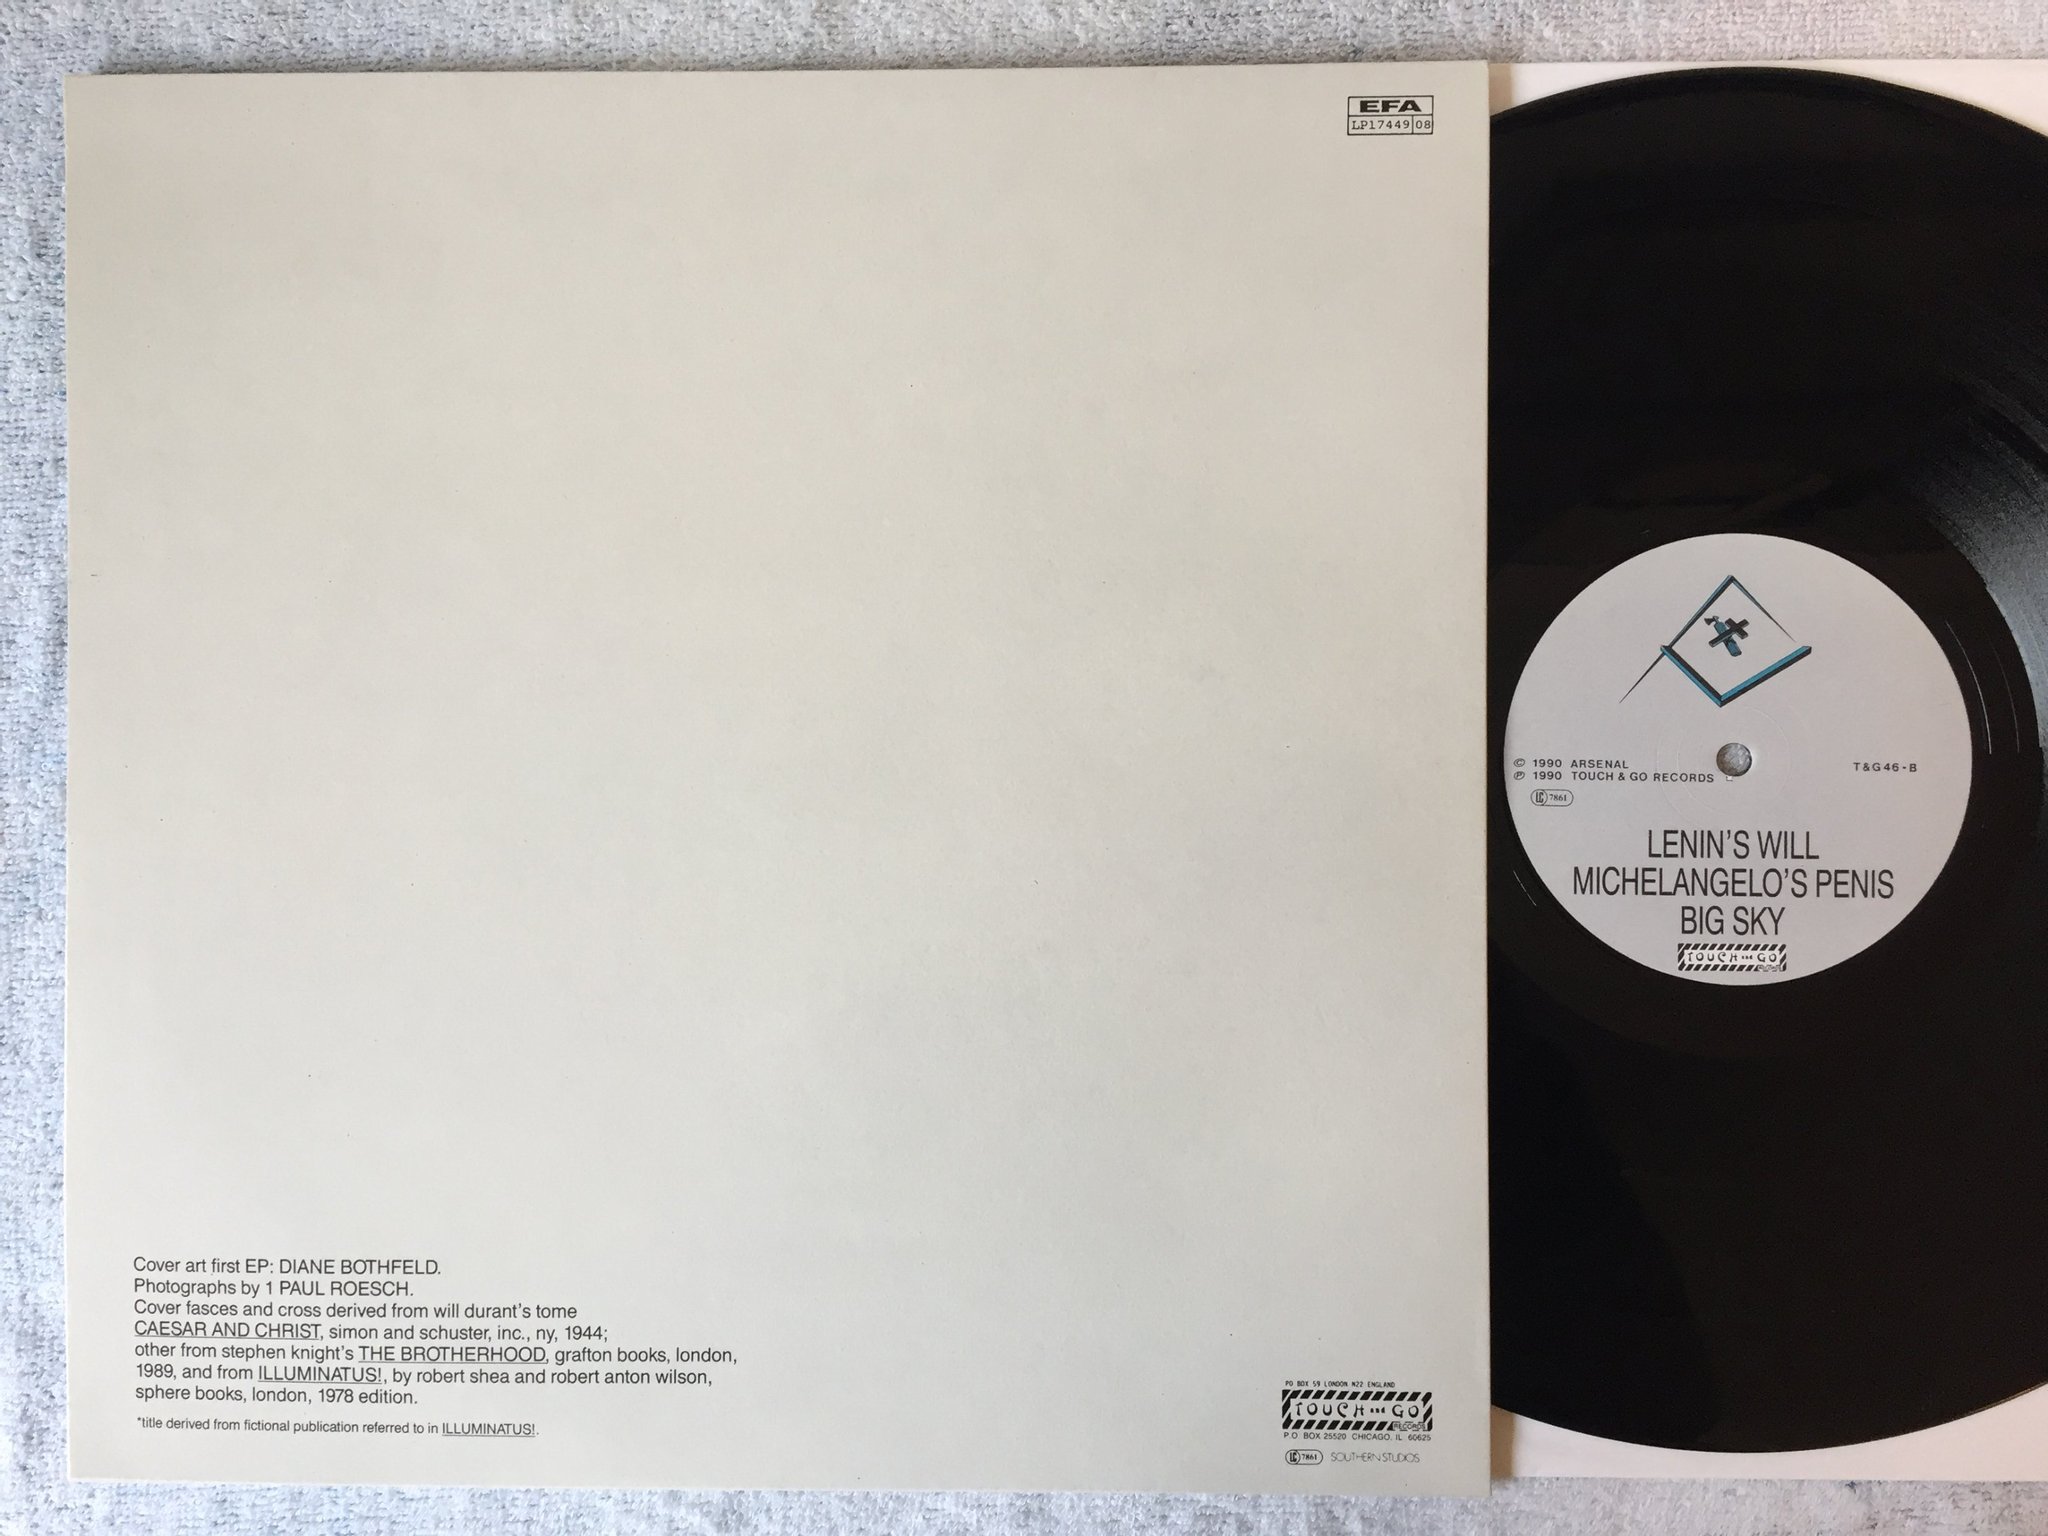 EFA
LP17449 08
Cover art first EP: DIANE BOTHFELD.
Photographs by 1 PAUL ROESCH.
Cover fasces and cross derived from will durant's tome
CAESAR AND CHRIST, simon and schuster, inc., ny, 1944;
other from stephen knight's THE BROTHERHOOD, grafton books, london,
1989, and from ILLUMINATUS!, by robert shea and robert anton wilson,
sphere books, london, 1978 edition.
*title derived from fictional publication referred to in ILLUMINATUS!.
PO BOX 59 LONDON N22 ENGLAND
TOUCH AND GO
RECORDS
P.O. BOX 25520 CHICAGO, IL 60625
LC 7861 SOUTHERN STUDIOS
© 1990 ARSENAL
℗ 1990 TOUCH & GO RECORDS
T&G46-B
LC 7861
LENIN'S WILL
MICHELANGELO'S PENIS
BIG SKY
TOUCH AND GO
RECORDS